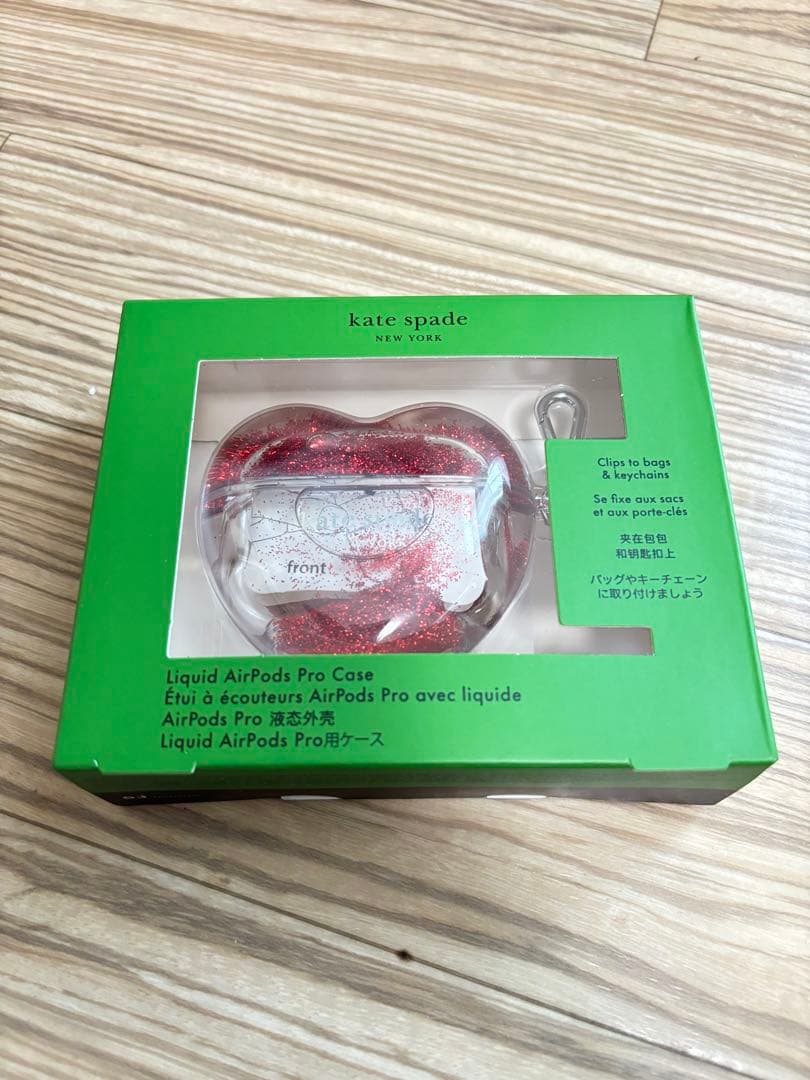 kate spade
NEW YORK
Clips to bags
& keychains
Se fixe aux sacs
et aux porte-clés
夹在包包
和钥匙扣上
バッグやキーチェーン
に取り付けましょう
front
Liquid AirPods Pro Case
Étui à écouteurs AirPods Pro avec liquide
AirPods Pro 液态外壳
Liquid AirPods Pro用ケース